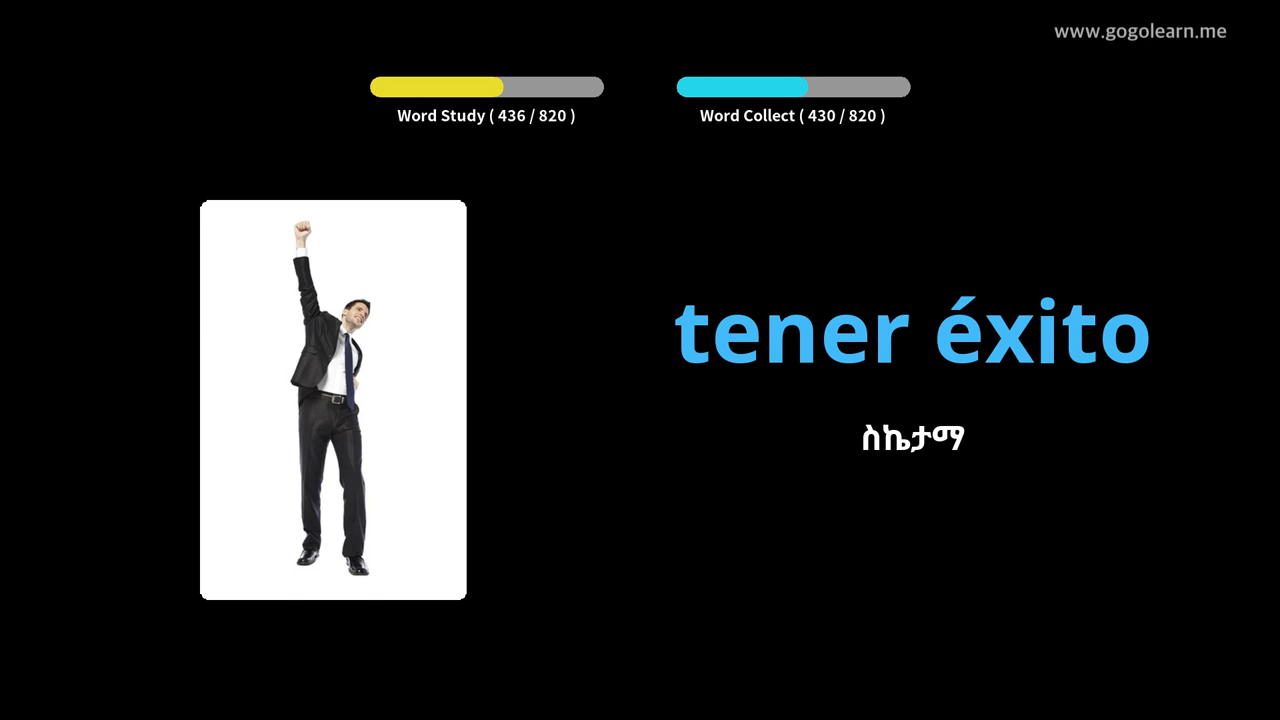 www.gogolearn.me
Word Study ( 436 / 820 )
Word Collect ( 430 / 820 )
tener éxito
ስኬታማ